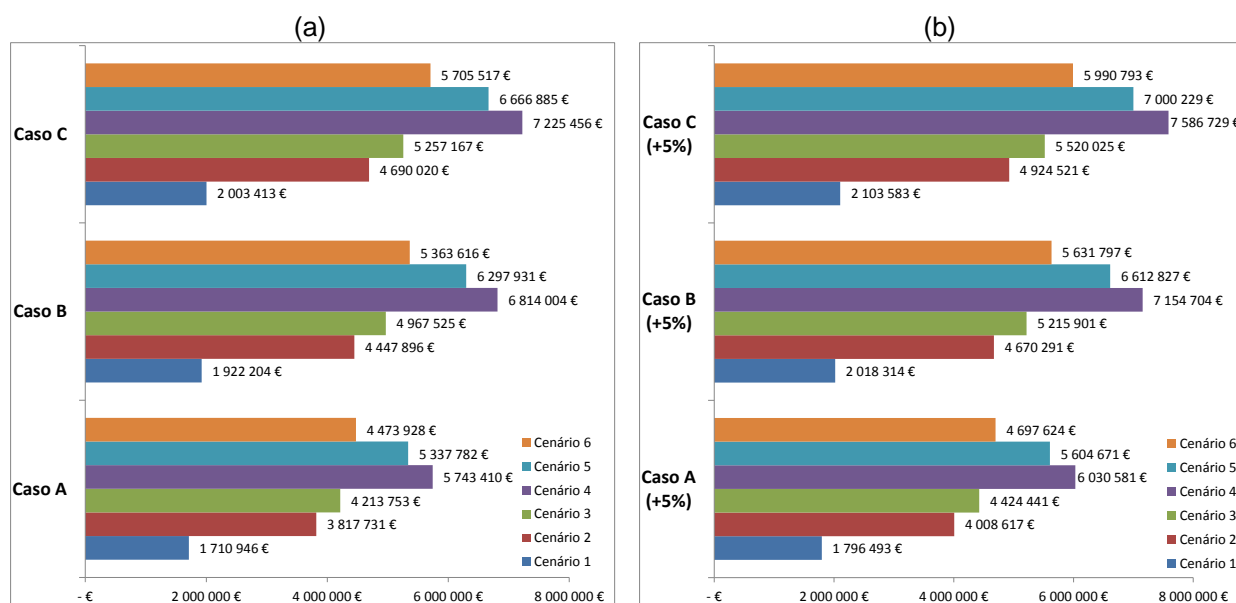 (a)
Caso C
5 705 517 €
6 666 885 €
7 225 456 €
5 257 167 €
4 690 020 €
2 003 413 €
Caso B
5 363 616 €
6 297 931 €
6 814 004 €
4 967 525 €
4 447 896 €
1 922 204 €
Caso A
4 473 928 €
5 337 782 €
5 743 410 €
4 213 753 €
3 817 731 €
1 710 946 €
Cenário 6
Cenário 5
Cenário 4
Cenário 3
Cenário 2
Cenário 1
- € 2 000 000 € 4 000 000 € 6 000 000 € 8 000 000 €
(b)
Caso C
(+5%)
5 990 793 €
7 000 229 €
7 586 729 €
5 520 025 €
4 924 521 €
2 103 583 €
Caso B
(+5%)
5 631 797 €
6 612 827 €
7 154 704 €
5 215 901 €
4 670 291 €
2 018 314 €
Caso A
(+5%)
4 697 624 €
5 604 671 €
6 030 581 €
4 424 441 €
4 008 617 €
1 796 493 €
Cenário 6
Cenário 5
Cenário 4
Cenário 3
Cenário 2
Cenário 1
- € 2 000 000 € 4 000 000 € 6 000 000 € 8 000 000 €